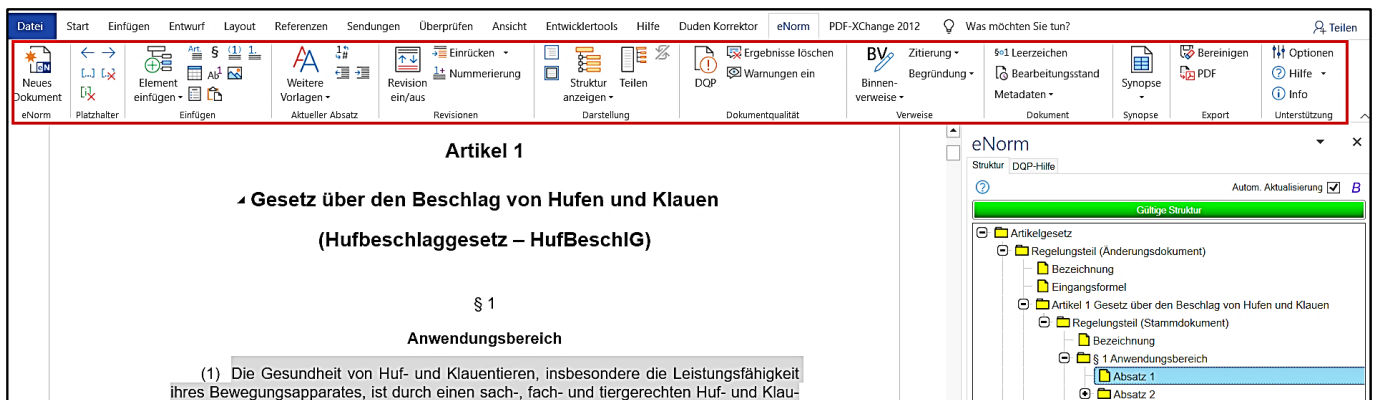 Datei Start Einfügen Entwurf Layout Referenzen Sendungen Überprüfen Ansicht Entwicklertools Hilfe Duden Korrektor eNorm PDF-XChange 2012 Was möchten Sie tun? Teilen
Neues Dokument
eNorm
Platzhalter
Element einfügen
Art. § (1) 1.
Ab¹
Einfügen
Weitere Vorlagen
Aktueller Absatz
Revision ein/aus
Einrücken
Nummerierung
Revisionen
Struktur anzeigen
Teilen
Darstellung
DQP
Ergebnisse löschen
Warnungen ein
Dokumentqualität
BV
Binnen-
verweise
Zitierung
Begründung
Verweise
§∞1 Leerzeichen
Bearbeitungsstand
Metadaten
Dokument
Synopse
Synopse
Bereinigen
PDF
Export
Optionen
Hilfe
Info
Unterstützung
Artikel 1
Gesetz über den Beschlag von Hufen und Klauen
(Hufbeschlaggesetz – HufBeschlG)
§ 1
Anwendungsbereich
(1) Die Gesundheit von Huf- und Klauentieren, insbesondere die Leistungsfähigkeit
ihres Bewegungsapparates, ist durch einen sach-, fach- und tiergerechten Huf- und Klau-
eNorm
Struktur DQP-Hilfe
Autom. Aktualisierung B
Gültige Struktur
Artikelgesetz
Regelungsteil (Änderungsdokument)
Bezeichnung
Eingangsformel
Artikel 1 Gesetz über den Beschlag von Hufen und Klauen
Regelungsteil (Stammdokument)
Bezeichnung
§ 1 Anwendungsbereich
Absatz 1
Absatz 2